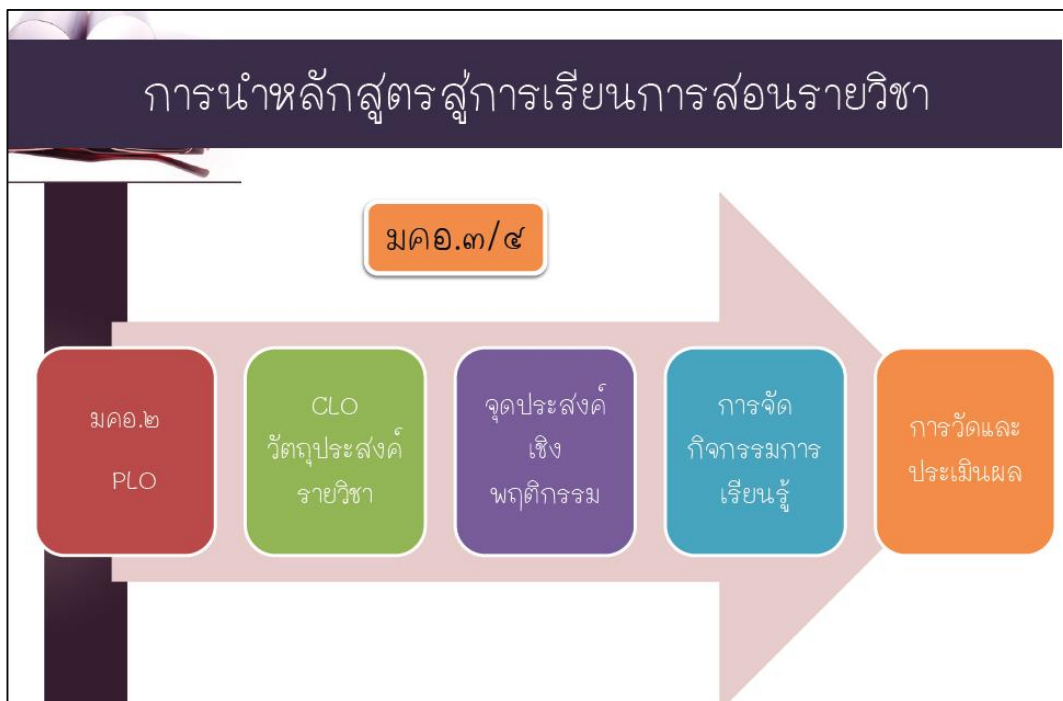 การนำหลักสูตรสู่การเรียนการสอนรายวิชา
มคอ.๓/๔
มคอ.๒
PLO
CLO
วัตถุประสงค์
รายวิชา
จุดประสงค์
เชิง
พฤติกรรม
การจัด
กิจกรรมการ
เรียนรู้
การวัดและ
ประเมินผล